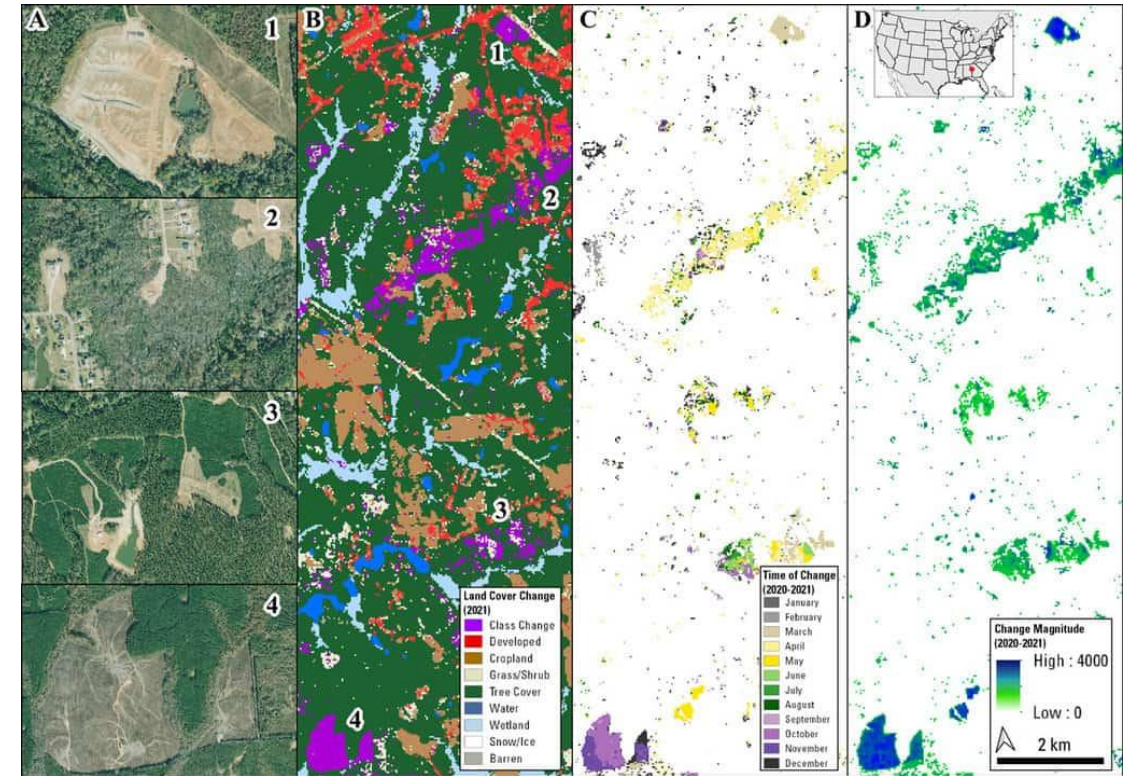 A
1
2
3
4
B
1
2
3
4
Land Cover Change
(2021)
Class Change
Developed
Cropland
Grass/Shrub
Tree Cover
Water
Wetland
Snow/Ice
Barren
C
Time of Change
(2020-2021)
January
February
March
April
May
June
July
August
September
October
November
December
D
Change Magnitude
(2020-2021)
High : 4000
Low : 0
2 km